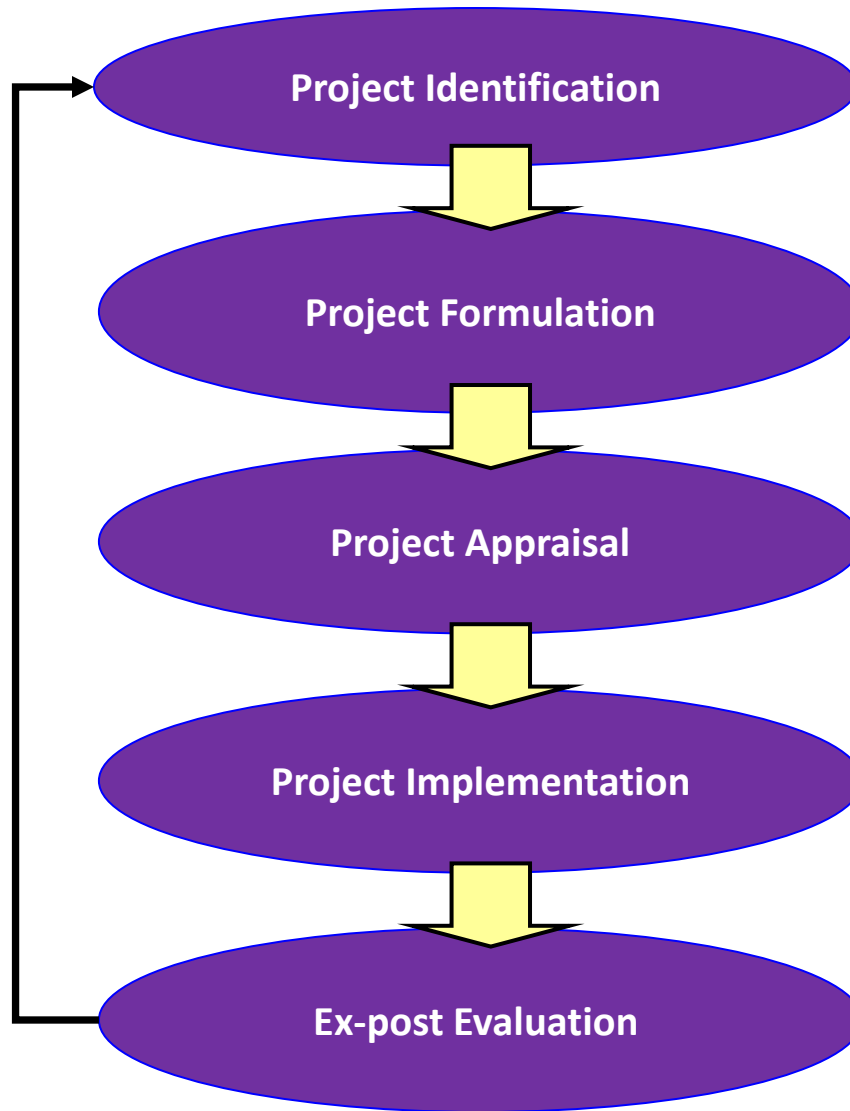 Project Identification
Project Formulation
Project Appraisal
Project Implementation
Ex-post Evaluation